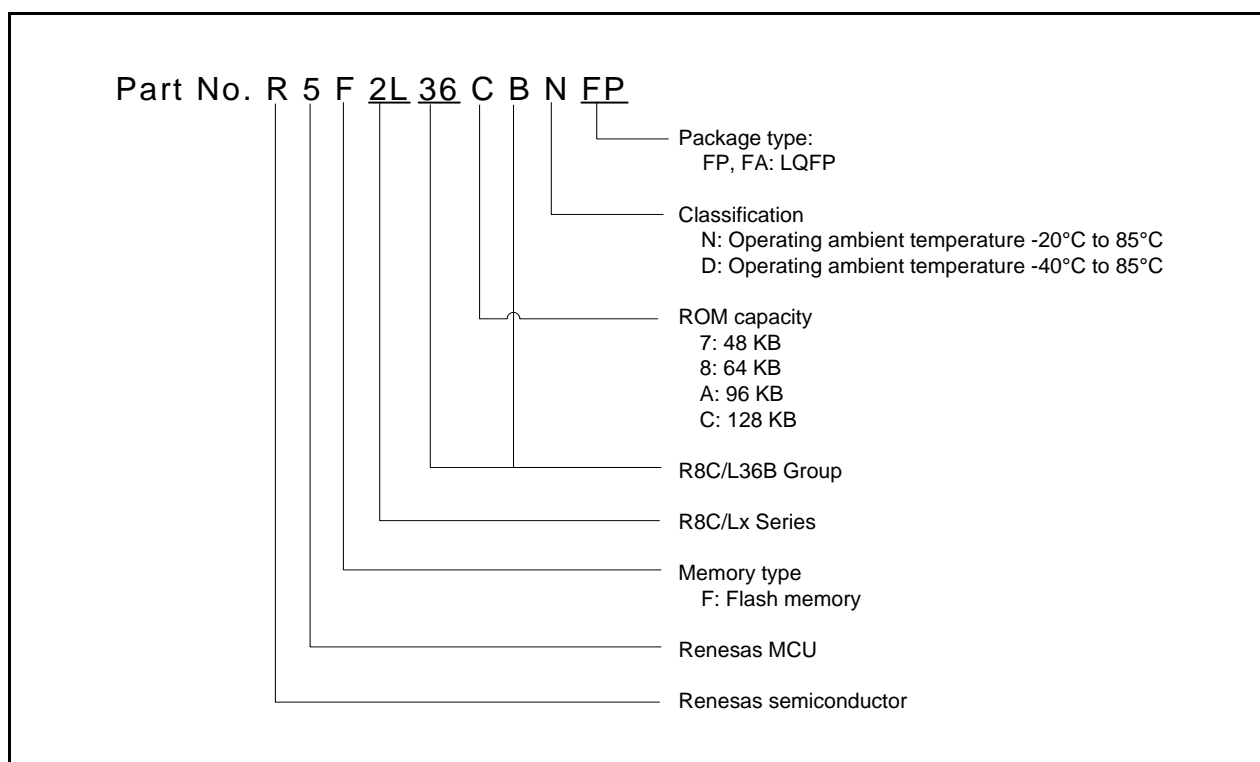 Part No. R 5 F 2L 36 C B N FP
Package type:
FP, FA: LQFP
Classification
N: Operating ambient temperature -20°C to 85°C
D: Operating ambient temperature -40°C to 85°C
ROM capacity
7: 48 KB
8: 64 KB
A: 96 KB
C: 128 KB
R8C/L36B Group
R8C/Lx Series
Memory type
F: Flash memory
Renesas MCU
Renesas semiconductor